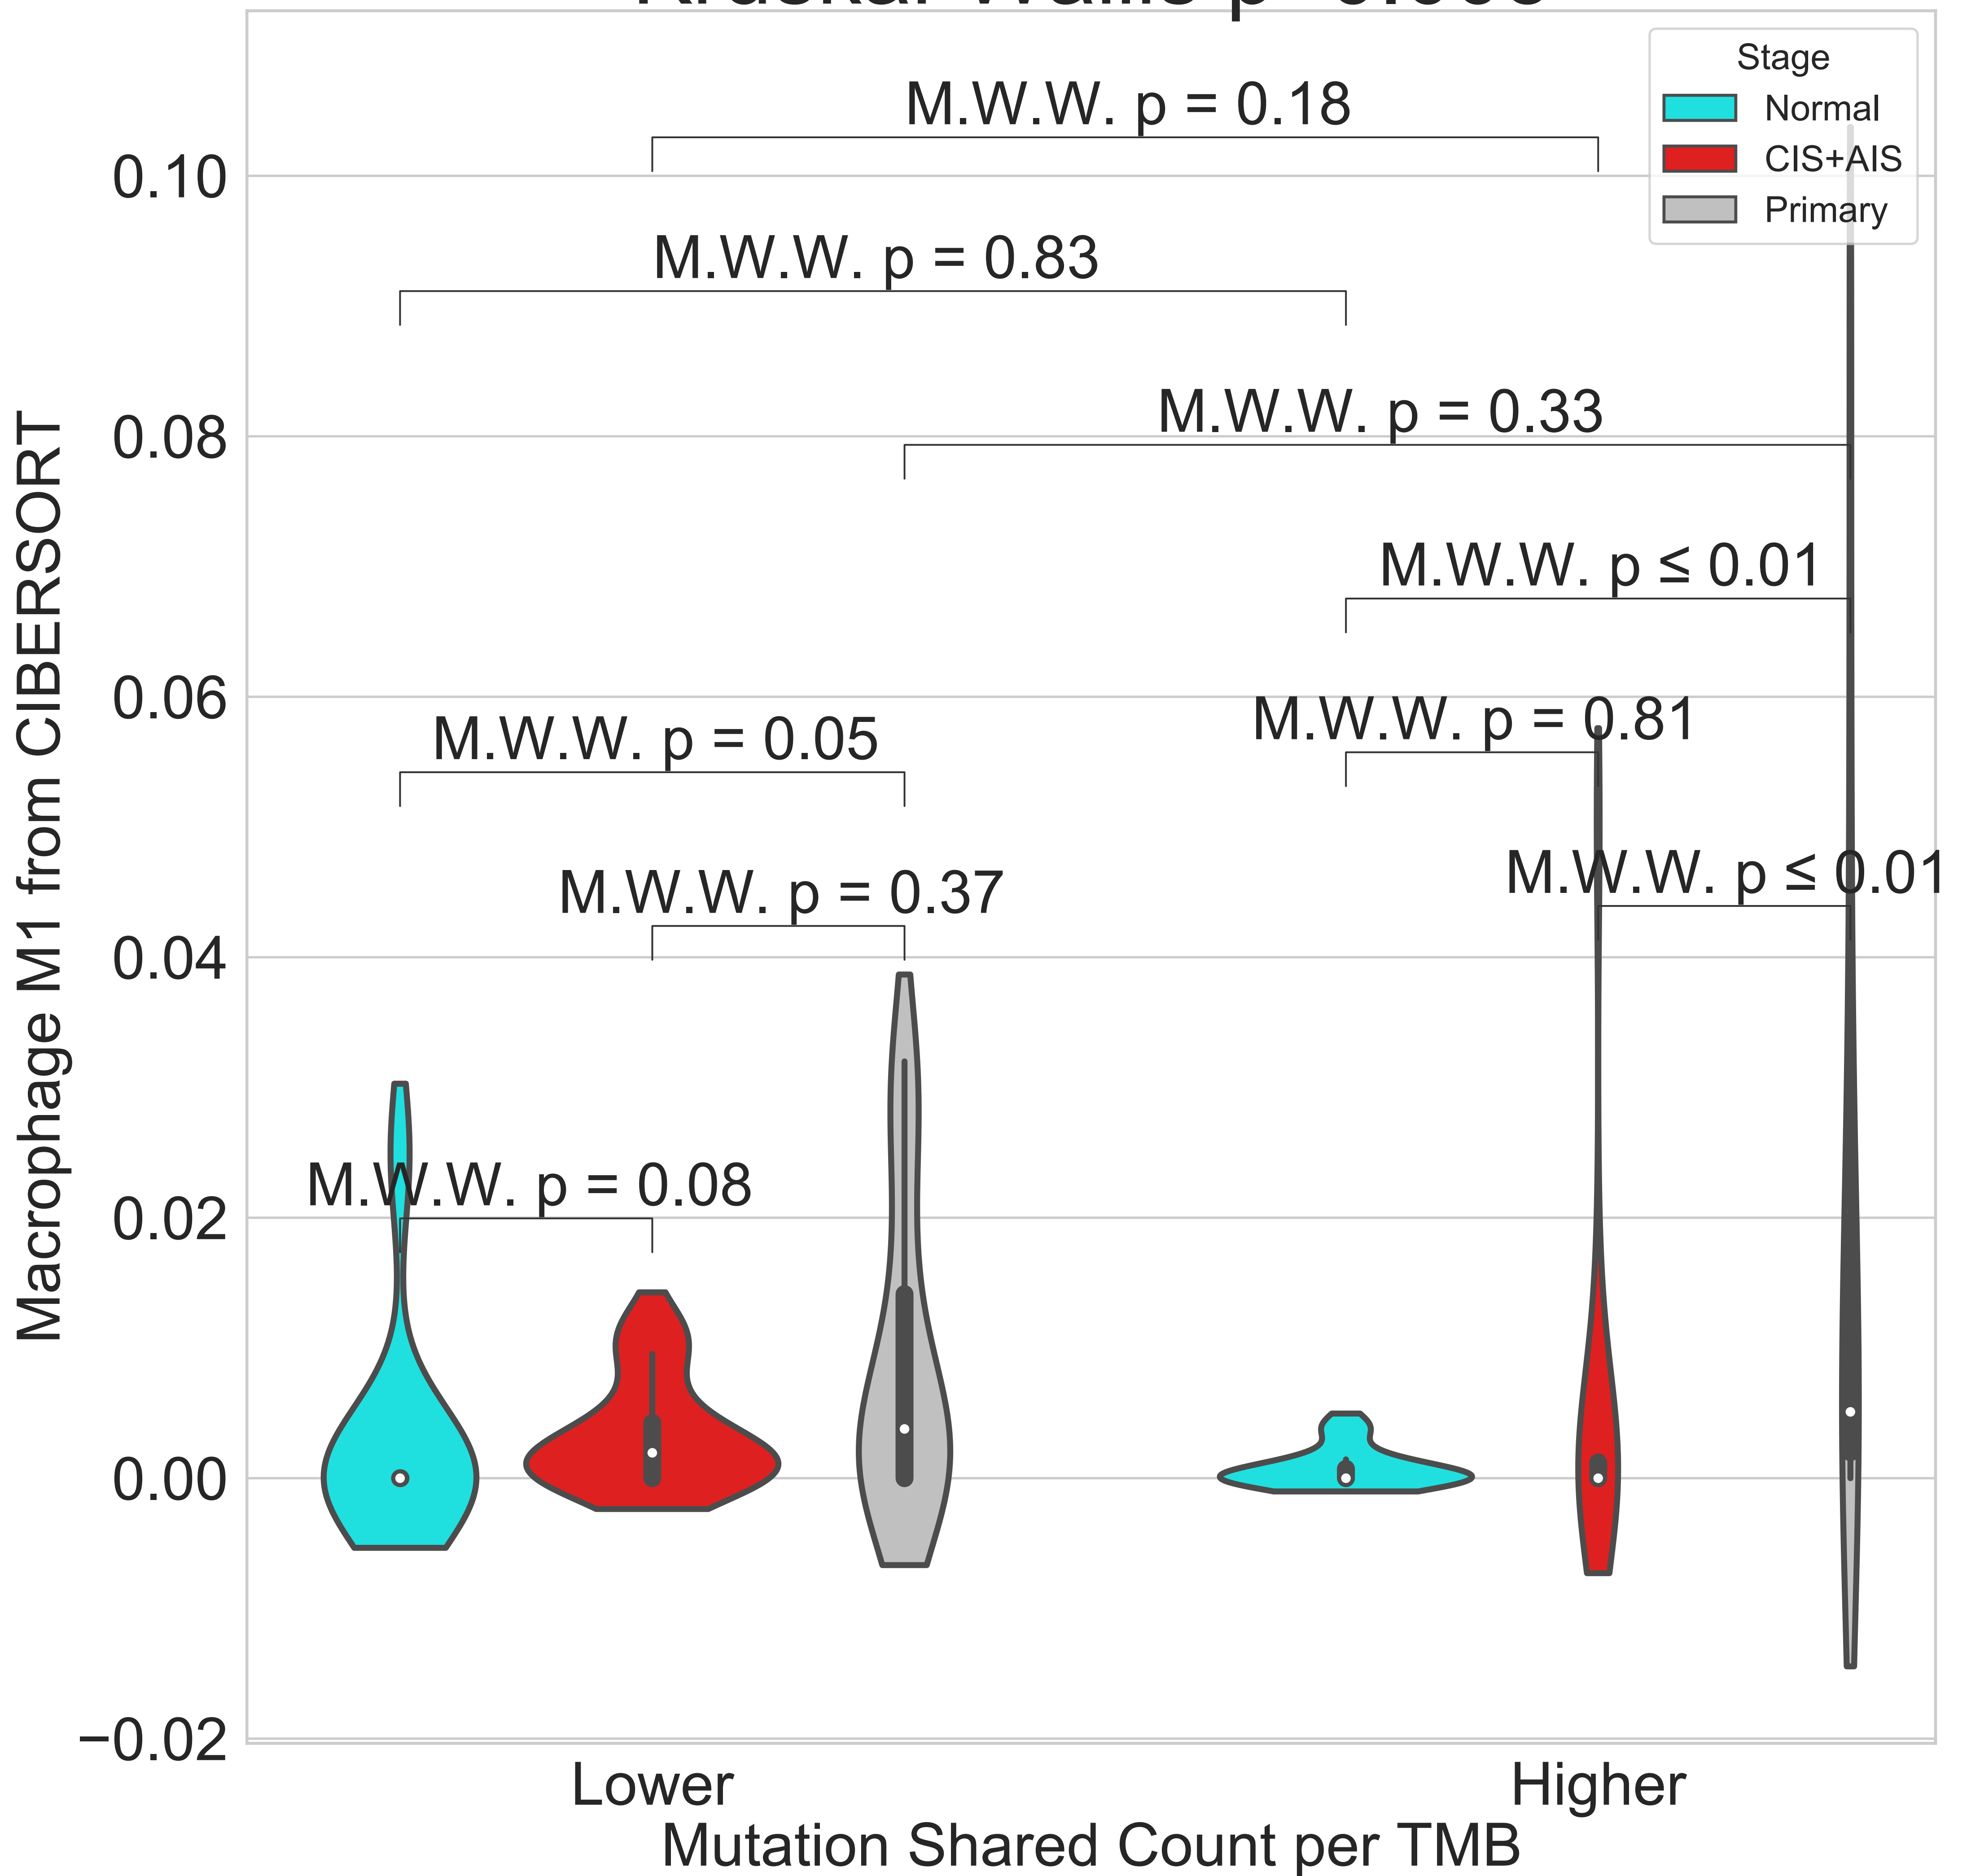 Stage
Normal
CIS+AIS
Primary
M.W.W. p = 0.18
M.W.W. p = 0.83
M.W.W. p = 0.33
M.W.W. p ≤ 0.01
M.W.W. p = 0.81
M.W.W. p = 0.05
M.W.W. p ≤ 0.01
M.W.W. p = 0.37
M.W.W. p = 0.08
0.10
0.08
0.06
0.04
0.02
0.00
−0.02
Macrophage M1 from CIBERSORT
Lower
Higher
Mutation Shared Count per TMB